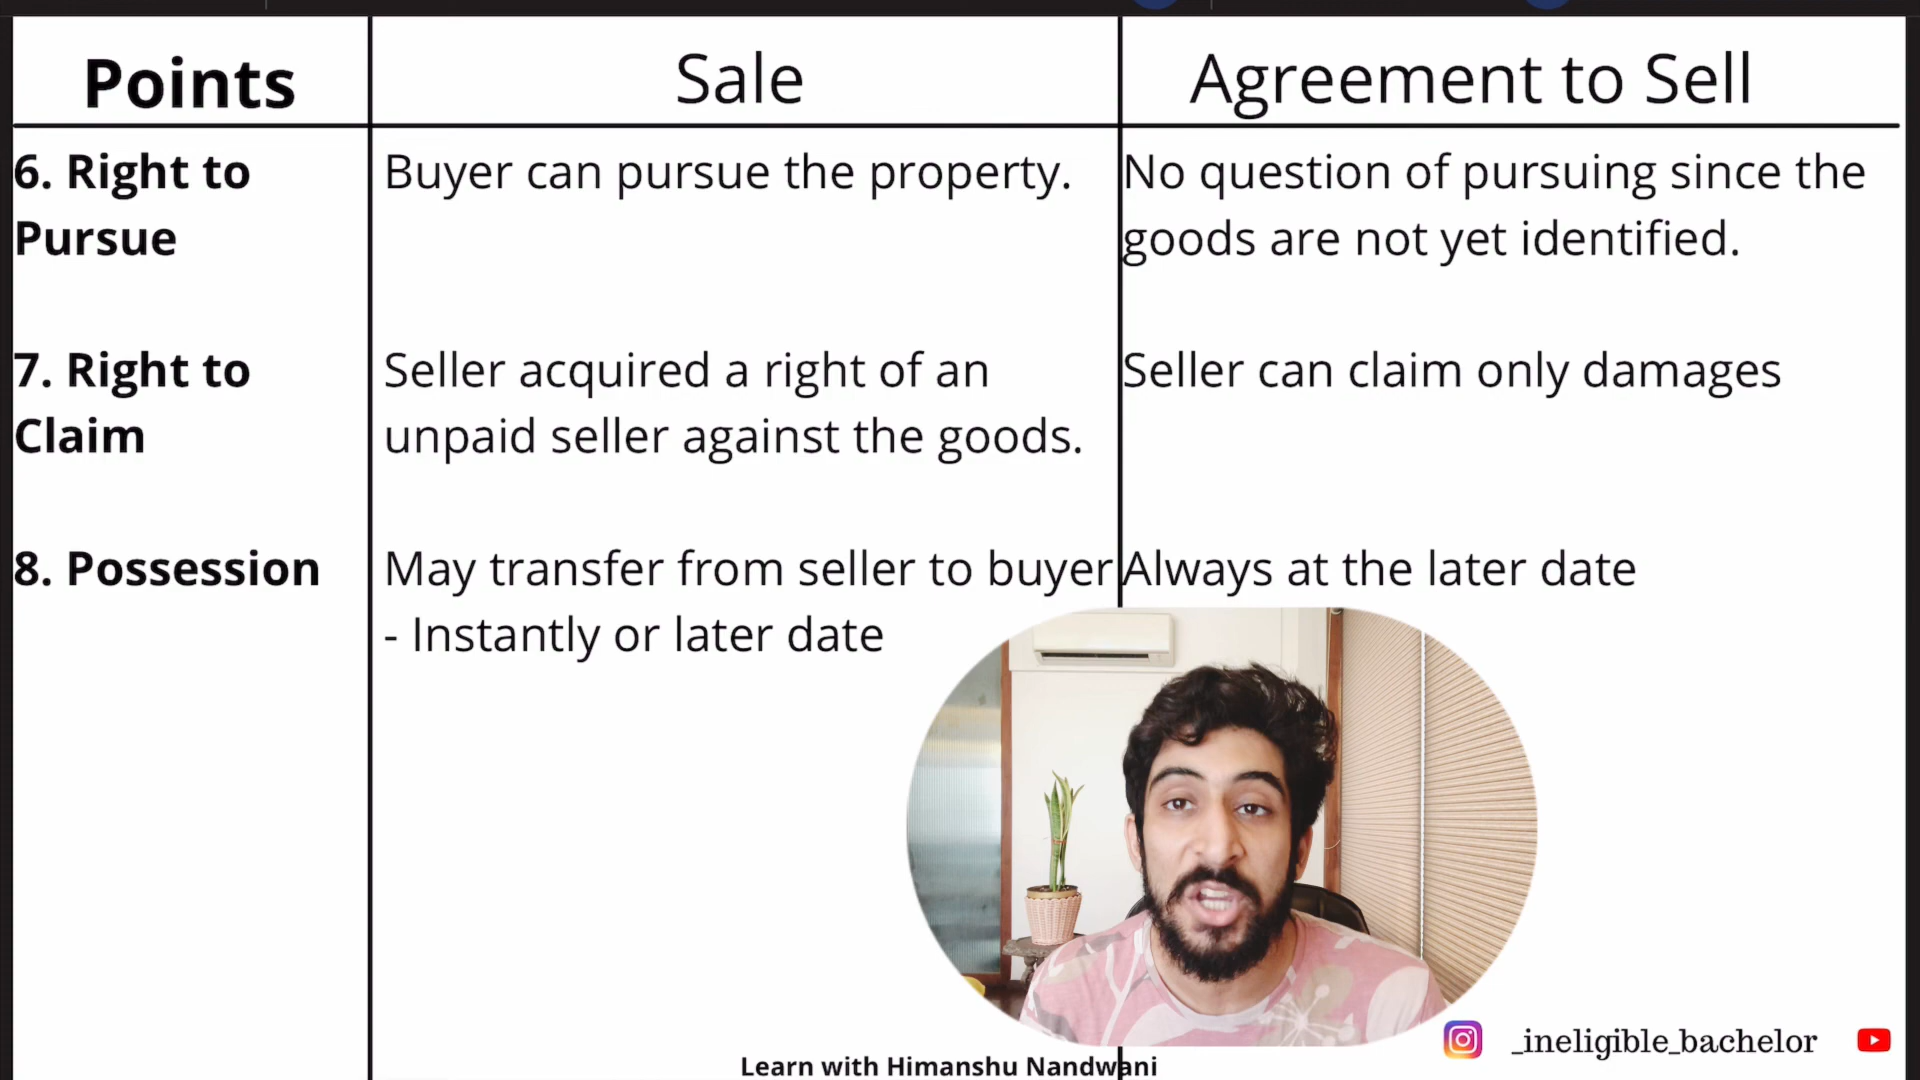 Points
Sale
Agreement to Sell
6. Right to
Pursue
Buyer can pursue the property.
No question of pursuing since the
goods are not yet identified.
7. Right to
Claim
Seller acquired a right of an
unpaid seller against the goods.
Seller can claim only damages
8. Possession
May transfer from seller to buyer
- Instantly or later date
Always at the later date
_ineligible_bachelor
Learn with Himanshu Nandwani